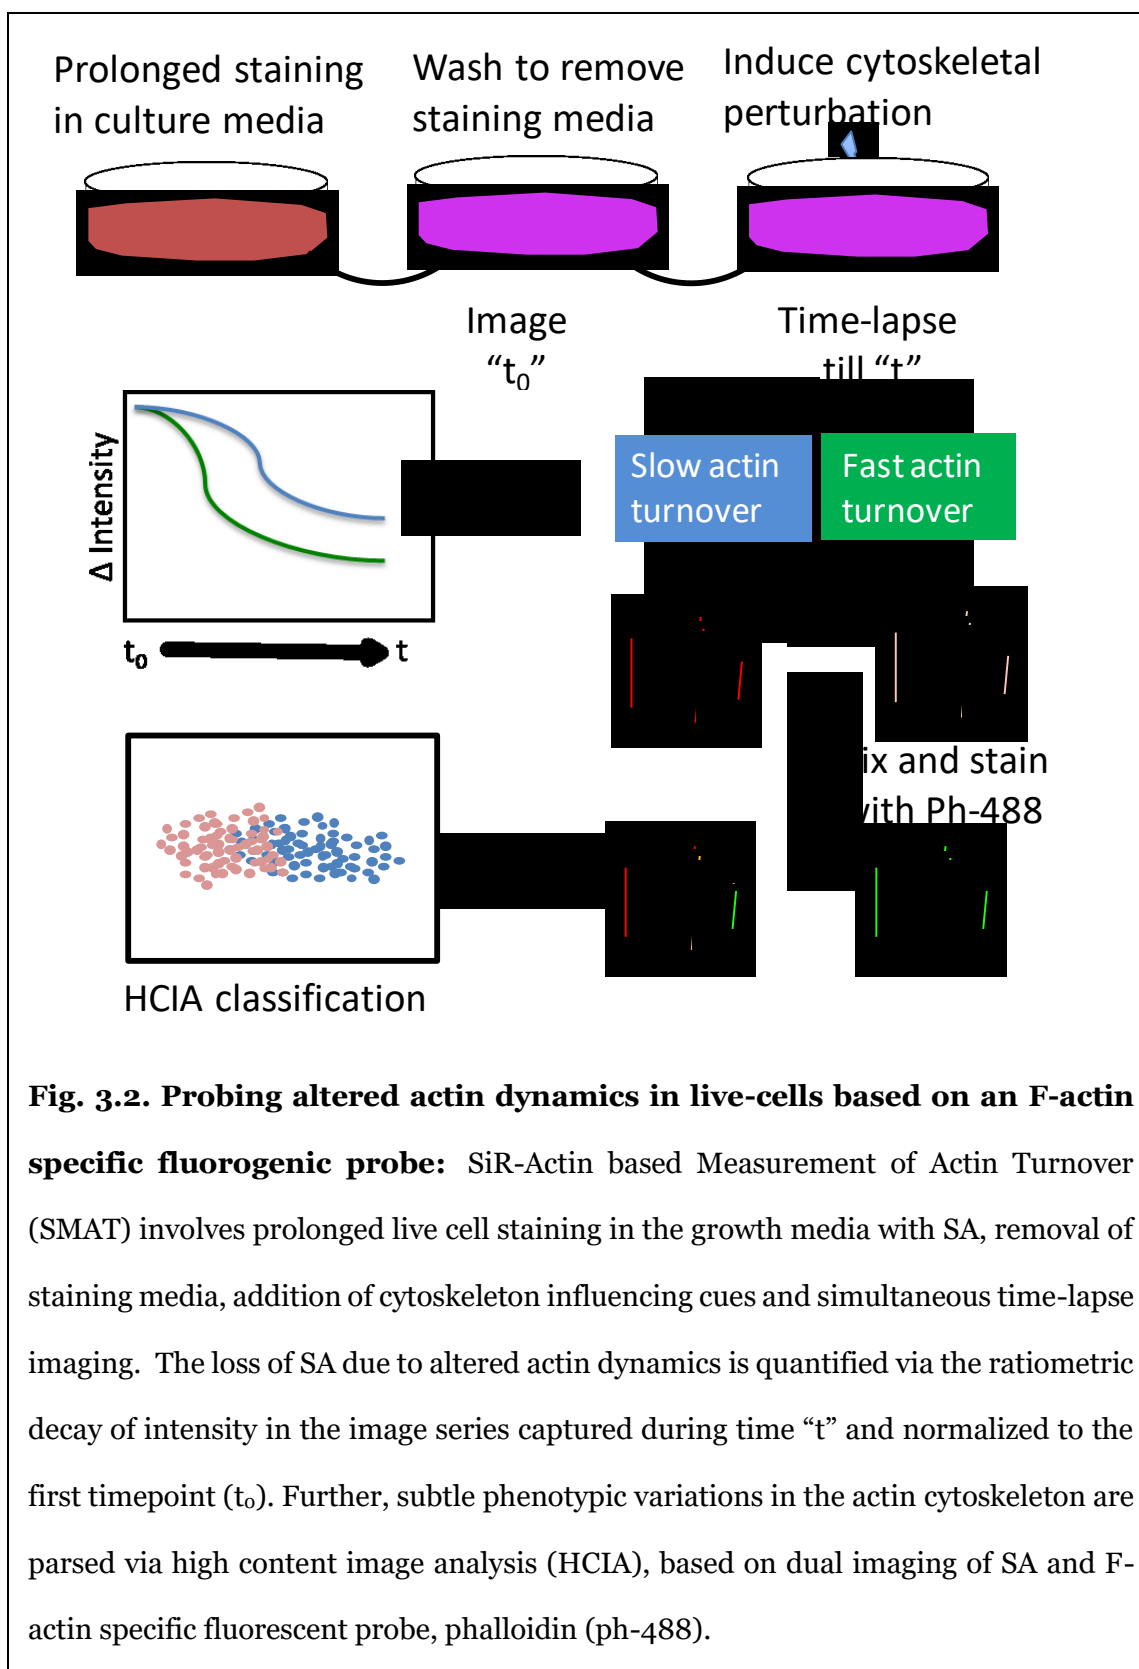 Prolonged staining
in culture media
Wash to remove
staining media
Induce cytoskeletal
perturbation
Image
“t₀”
Time-lapse
till “t”
Δ Intensity
t₀
t
Slow actin
turnover
Fast actin
turnover
ix and stain
with Ph-488
HCIA classification
Fig. 3.2. Probing altered actin dynamics in live-cells based on an F-actin
specific fluorogenic probe: SiR-Actin based Measurement of Actin Turnover
(SMAT) involves prolonged live cell staining in the growth media with SA, removal of
staining media, addition of cytoskeleton influencing cues and simultaneous time-lapse
imaging. The loss of SA due to altered actin dynamics is quantified via the ratiometric
decay of intensity in the image series captured during time “t” and normalized to the
first timepoint (t₀). Further, subtle phenotypic variations in the actin cytoskeleton are
parsed via high content image analysis (HCIA), based on dual imaging of SA and F-
actin specific fluorescent probe, phalloidin (ph-488).